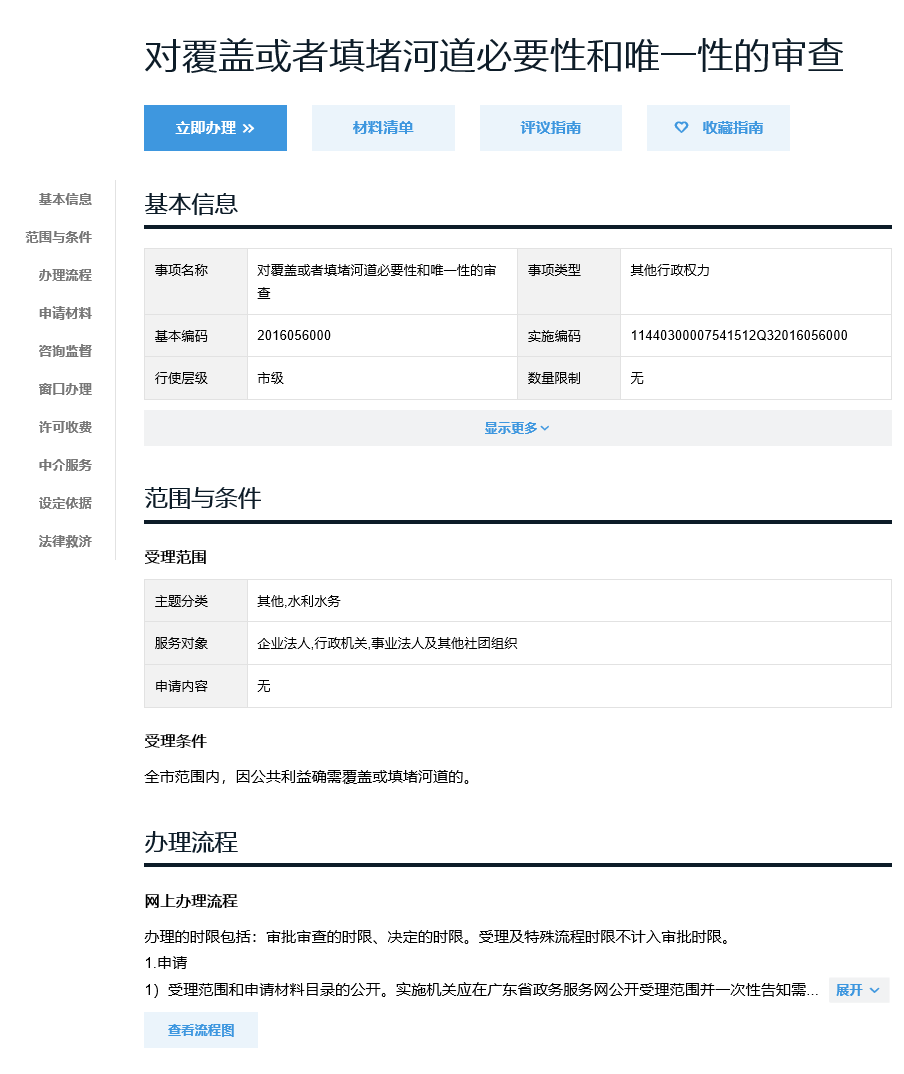 对覆盖或者填堵河道必要性和唯一性的审查
立即办理
材料清单
评议指南
收藏指南
基本信息
范围与条件
办理流程
申请材料
咨询监督
窗口办理
许可收费
中介服务
设定依据
法律救济
基本信息
事项名称 对覆盖或者填堵河道必要性和唯一性的审 事项类型 其他行政权力
查
基本编码 2016056000 实施编码 11440300007541512Q32016056000
行使层级 市级 数量限制 无
显示更多
范围与条件
受理范围
主题分类 其他,水利水务
服务对象 企业法人,行政机关,事业法人及其他社团组织
申请内容 无
受理条件
全市范围内，因公共利益确需覆盖或填堵河道的。
办理流程
网上办理流程
办理的时限包括：审批审查的时限、决定的时限。受理及特殊流程时限不计入审批时限。
1.申请
1）受理范围和申请材料目录的公开。实施机关应在广东省政务服务网公开受理范围并一次性告知需... 展开
查看流程图